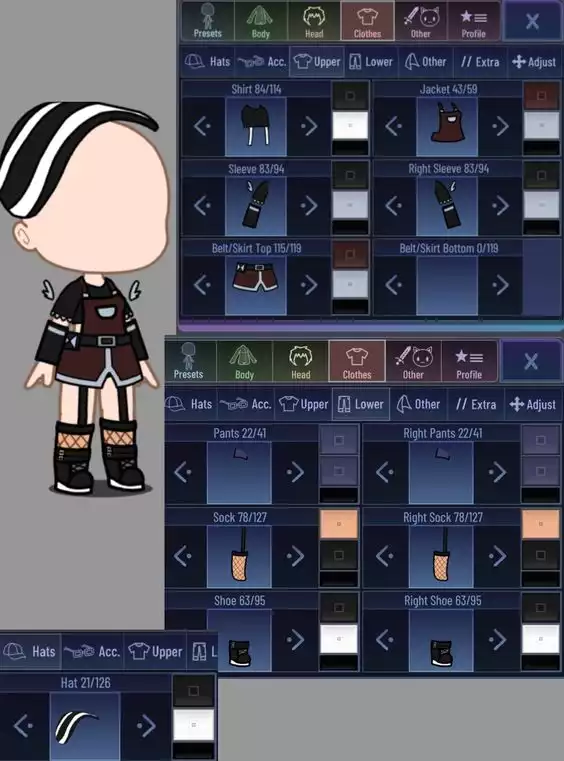 Presets Body Head Clothes Other Profile X
Hats Acc. Upper Lower Other Extra Adjust
Shirt 84/114 Jacket 43/59
Sleeve 83/94 Right Sleeve 83/94
Belt/Skirt Top 115/119 Belt/Skirt Bottom 0/119
Presets Body Head Clothes Other Profile X
Hats Acc. Upper Lower Other Extra Adjust
Pants 22/41 Right Pants 22/41
Sock 78/127 Right Sock 78/127
Shoe 63/95 Right Shoe 63/95
Hats Acc. Upper L
Hat 21/126